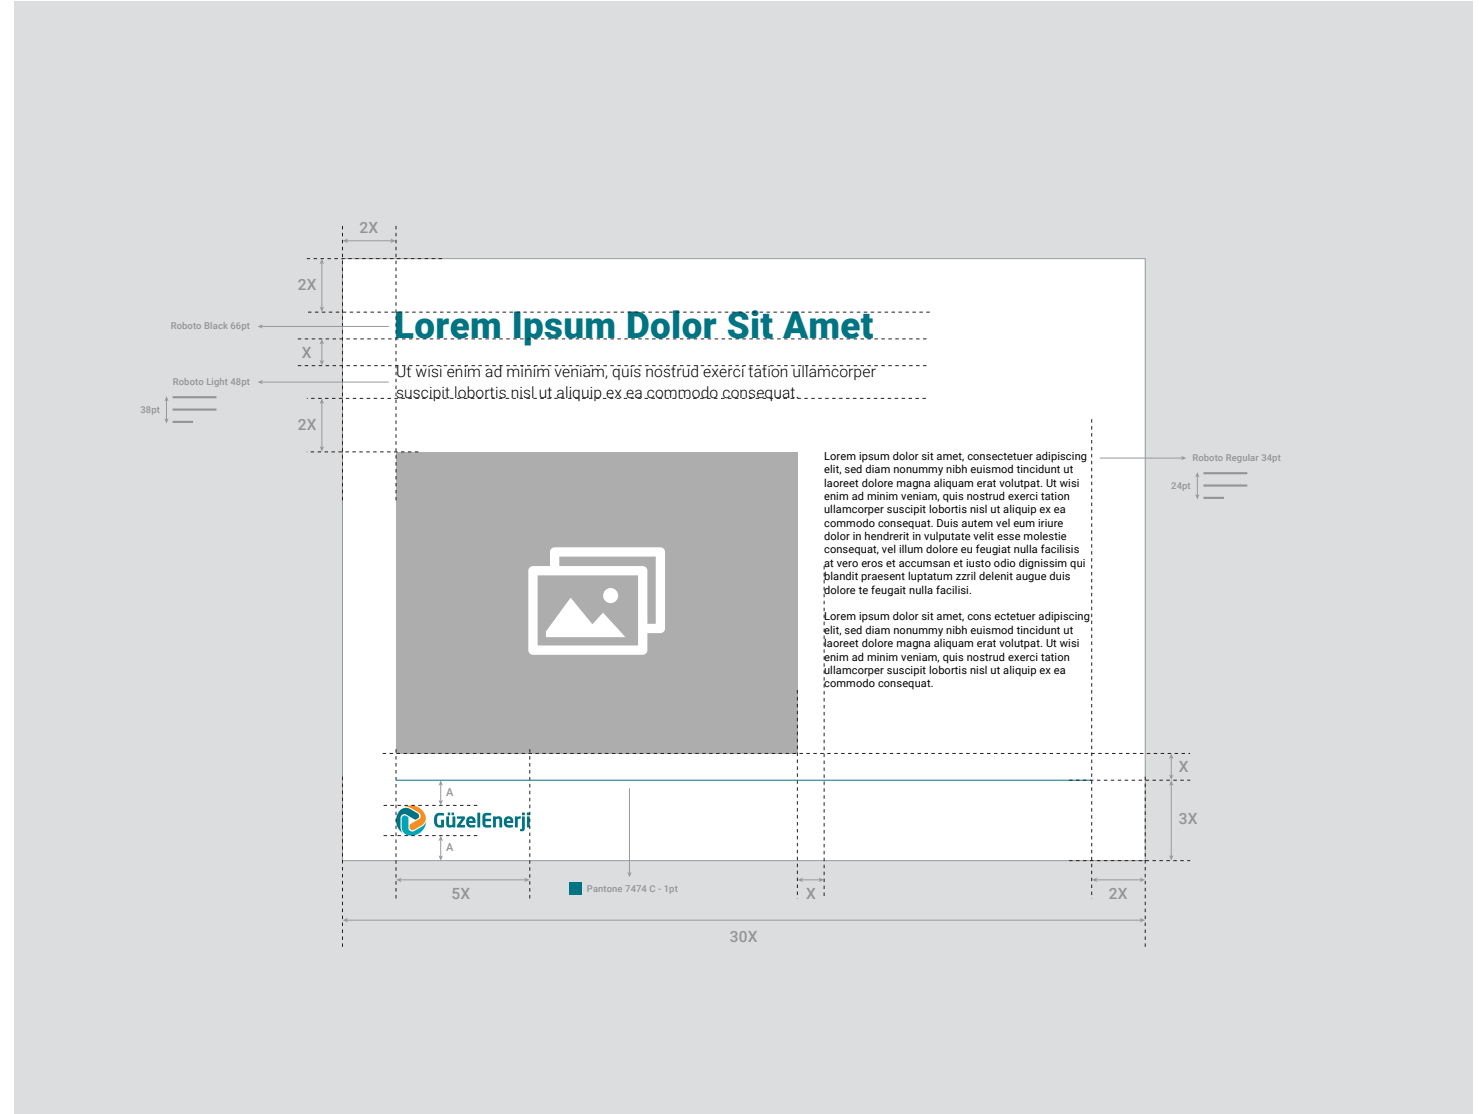 2X
2X
Roboto Black 66pt
Lorem Ipsum Dolor Sit Amet
X
Roboto Light 48pt
Ut wisi enim ad minim veniam, quis nostrud exerci tation ullamcorper
suscipit lobortis nisl ut aliquip ex ea commodo consequat.
38pt
2X
Lorem ipsum dolor sit amet, consectetuer adipiscing
elit, sed diam nonummy nibh euismod tincidunt ut
laoreet dolore magna aliquam erat volutpat. Ut wisi
enim ad minim veniam, quis nostrud exerci tation
ullamcorper suscipit lobortis nisl ut aliquip ex ea
commodo consequat. Duis autem vel eum iriure
dolor in hendrerit in vulputate velit esse molestie
consequat, vel illum dolore eu feugiat nulla facilisis
at vero eros et accumsan et iusto odio dignissim qui
blandit praesent luptatum zzril delenit augue duis
dolore te feugait nulla facilisi.
Lorem ipsum dolor sit amet, cons ectetuer adipiscing
elit, sed diam nonummy nibh euismod tincidunt ut
laoreet dolore magna aliquam erat volutpat. Ut wisi
enim ad minim veniam, quis nostrud exerci tation
ullamcorper suscipit lobortis nisl ut aliquip ex ea
commodo consequat.
Roboto Regular 34pt
24pt
X
A
GüzelEnerji
A
3X
5X
Pantone 7474 C - 1pt
X
2X
30X